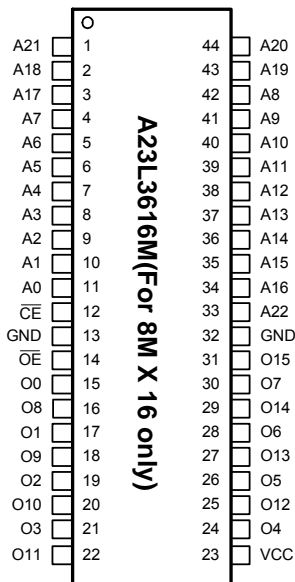 A21 1 44 A20
A18 2 43 A19
A17 3 42 A8
A7 4 41 A9
A6 5 40 A10
A5 6 39 A11
A4 7 38 A12
A3 8 37 A13
A2 9 36 A14
A1 10 35 A15
A0 11 34 A16
CE 12 33 A22
GND 13 32 GND
OE 14 31 O15
O0 15 30 O7
O8 16 29 O14
O1 17 28 O6
O9 18 27 O13
O2 19 26 O5
O10 20 25 O12
O3 21 24 O4
O11 22 23 VCC
A23L3616M(For 8M X 16 only)